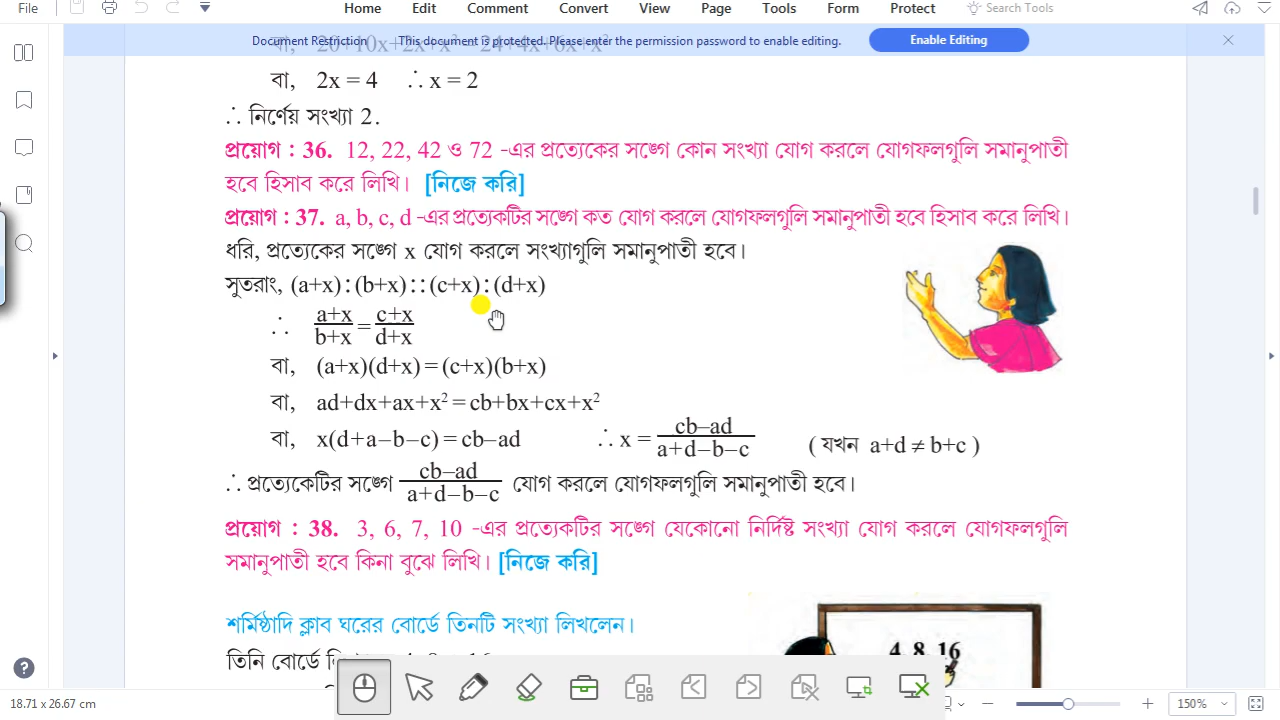 File Home Edit Comment Convert View Page Tools Form Protect Search Tools
Document Restriction This document is protected. Please enter the permission password to enable editing. Enable Editing
বা, 2x = 4 ∴ x = 2
∴ নির্ণেয় সংখ্যা 2.
প্রয়োগ : 36. 12, 22, 42 ও 72 -এর প্রত্যেকের সঙ্গে কোন সংখ্যা যোগ করলে যোগফলগুলি সমানুপাতী
হবে হিসাব করে লিখি। [নিজে করি]
প্রয়োগ : 37. a, b, c, d -এর প্রত্যেকটির সঙ্গে কত যোগ করলে যোগফলগুলি সমানুপাতী হবে হিসাব করে লিখি।
ধরি, প্রত্যেকের সঙ্গে x যোগ করলে সংখ্যাগুলি সমানুপাতী হবে।
সুতরাং, (a+x) : (b+x) : : (c+x) : (d+x)
∴ a+x/b+x = c+x/d+x
বা, (a+x)(d+x) = (c+x)(b+x)
বা, ad+dx+ax+x² = cb+bx+cx+x²
বা, x(d+a–b–c) = cb–ad ∴ x = cb–ad/a+d–b–c ( যখন a+d ≠ b+c )
∴ প্রত্যেকেটির সঙ্গে cb–ad/a+d–b–c যোগ করলে যোগফলগুলি সমানুপাতী হবে।
প্রয়োগ : 38. 3, 6, 7, 10 -এর প্রত্যেকটির সঙ্গে যেকোনো নির্দিষ্ট সংখ্যা যোগ করলে যোগফলগুলি
সমানুপাতী হবে কিনা বুঝে লিখি। [নিজে করি]
শর্মিষ্ঠাদি ক্লাব ঘরের বোর্ডে তিনটি সংখ্যা লিখলেন।
4, 8, 16
তিনি বোর্ডে
18.71 x 26.67 cm 150%